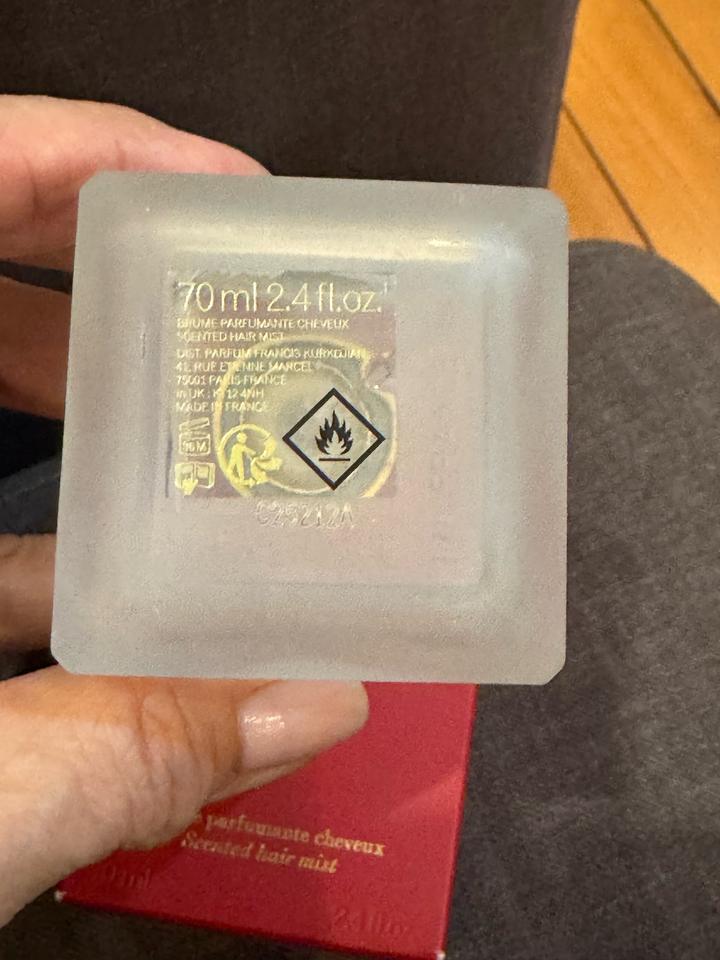 70 ml 2.4 fl.oz.
BRUME PARFUMANTE CHEVEUX
SCENTED HAIR MIST
DIST. PARFUM FRANCIS KURKDJIAN
41, RUE ETIENNE MARCEL
75001 PARIS FRANCE
in UK : KT12 4NH
MADE IN FRANCE
C25212A
parfumante cheveux
Scented hair mist